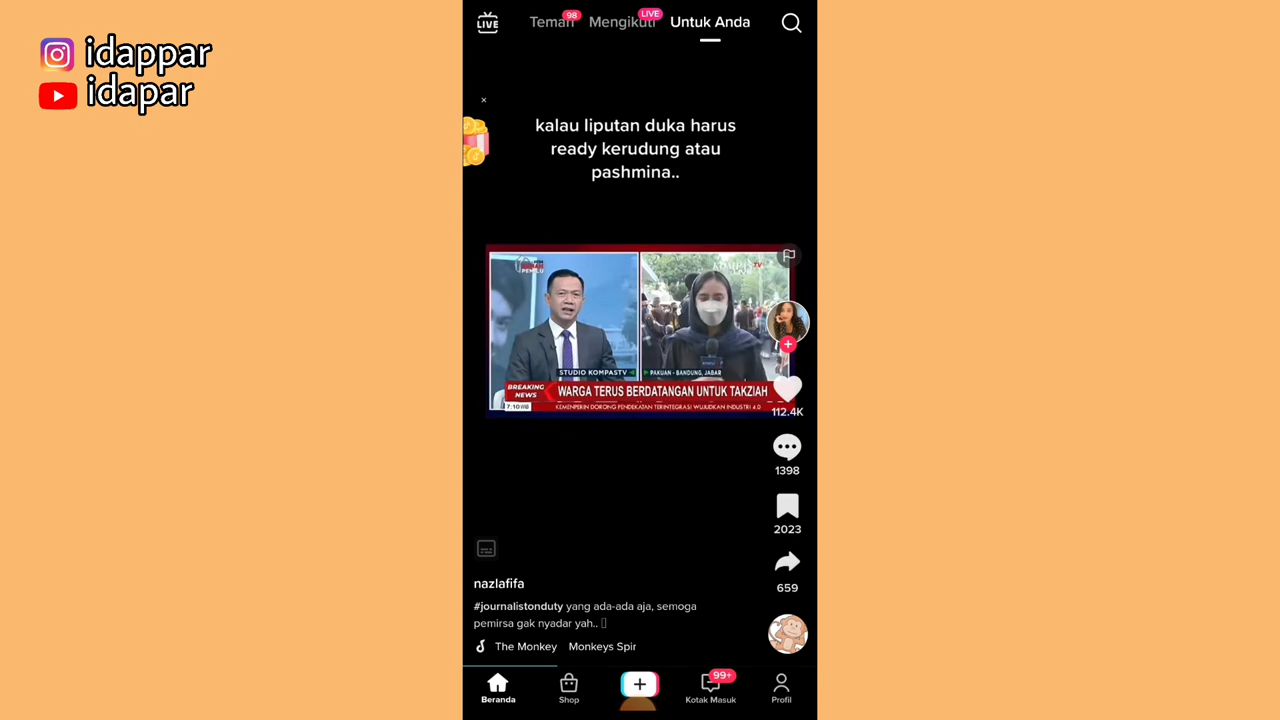 idappar
idapar
LIVE
Teman 98 Mengikuti LIVE Untuk Anda
kalau liputan duka harus
ready kerudung atau
pashmina..
STUDIO KOMPASTV
PAKUAN - BANDUNG, JABAR
BREAKING NEWS
WARGA TERUS BERDATANGAN UNTUK TAKZIAH
7:10 WIB
KEMENPERIN DORONG PENDEKATAN TERINTEGRASI WUJUDKAN INDUSTRI 4.0
112.4K
1398
2023
659
nazlafifa
#journalistonduty yang ada-ada aja, semoga
pemirsa gak nyadar yah..
The Monkey Monkeys Spir
99+
Beranda Shop Kotak Masuk Profil